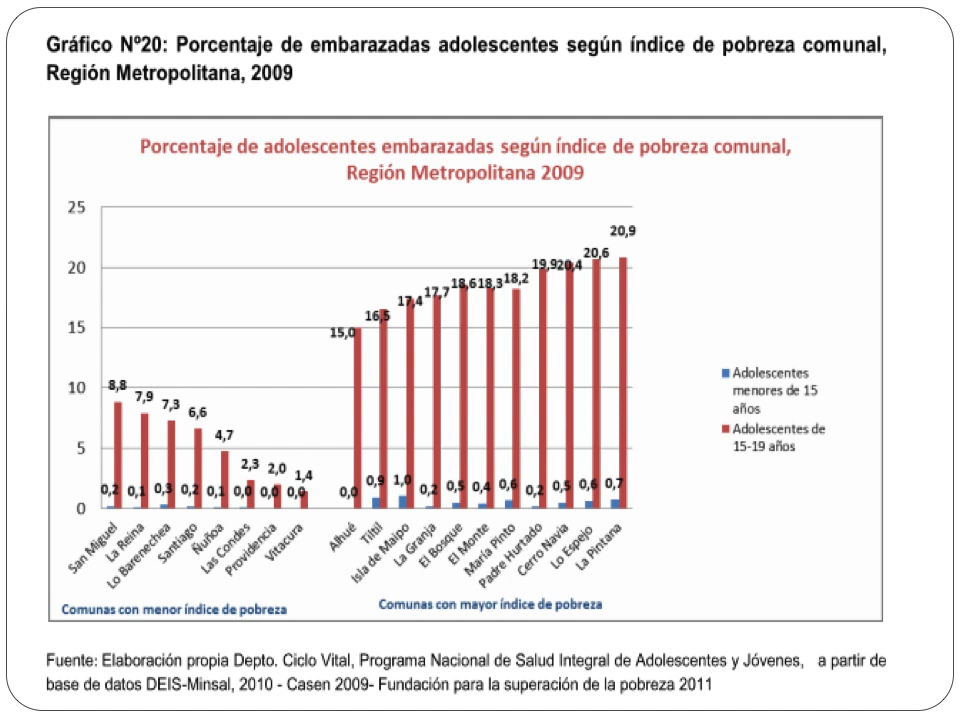 Gráfico Nº20: Porcentaje de embarazadas adolescentes según índice de pobreza comunal,
Región Metropolitana, 2009
Porcentaje de adolescentes embarazadas según índice de pobreza comunal,
Región Metropolitana 2009
25
20
15
10
5
0
8,8
7,9
7,3
6,6
4,7
2,3
2,0
1,4
15,0
16,5
17,4
17,7
18,6
18,3
18,2
19,9
20,4
20,6
20,9
0,2
0,1
0,3
0,2
0,1
0,0
0,0
0,0
0,0
0,9
1,0
0,2
0,5
0,4
0,6
0,2
0,5
0,6
0,7
San Miguel
La Reina
Lo Barenechea
Santiago
Ñuñoa
Las Condes
Providencia
Vitacura
Alhué
Tiltil
Isla de Maipo
La Granja
El Bosque
El Monte
María Pinto
Padre Hurtado
Cerro Navia
Lo Espejo
La Pintana
Comunas con menor índice de pobreza
Comunas con mayor índice de pobreza
Adolescentes
menores de 15
años
Adolescentes de
15-19 años
Fuente: Elaboración propia Depto. Ciclo Vital, Programa Nacional de Salud Integral de Adolescentes y Jóvenes, a partir de
base de datos DEIS-Minsal, 2010 - Casen 2009- Fundación para la superación de la pobreza 2011